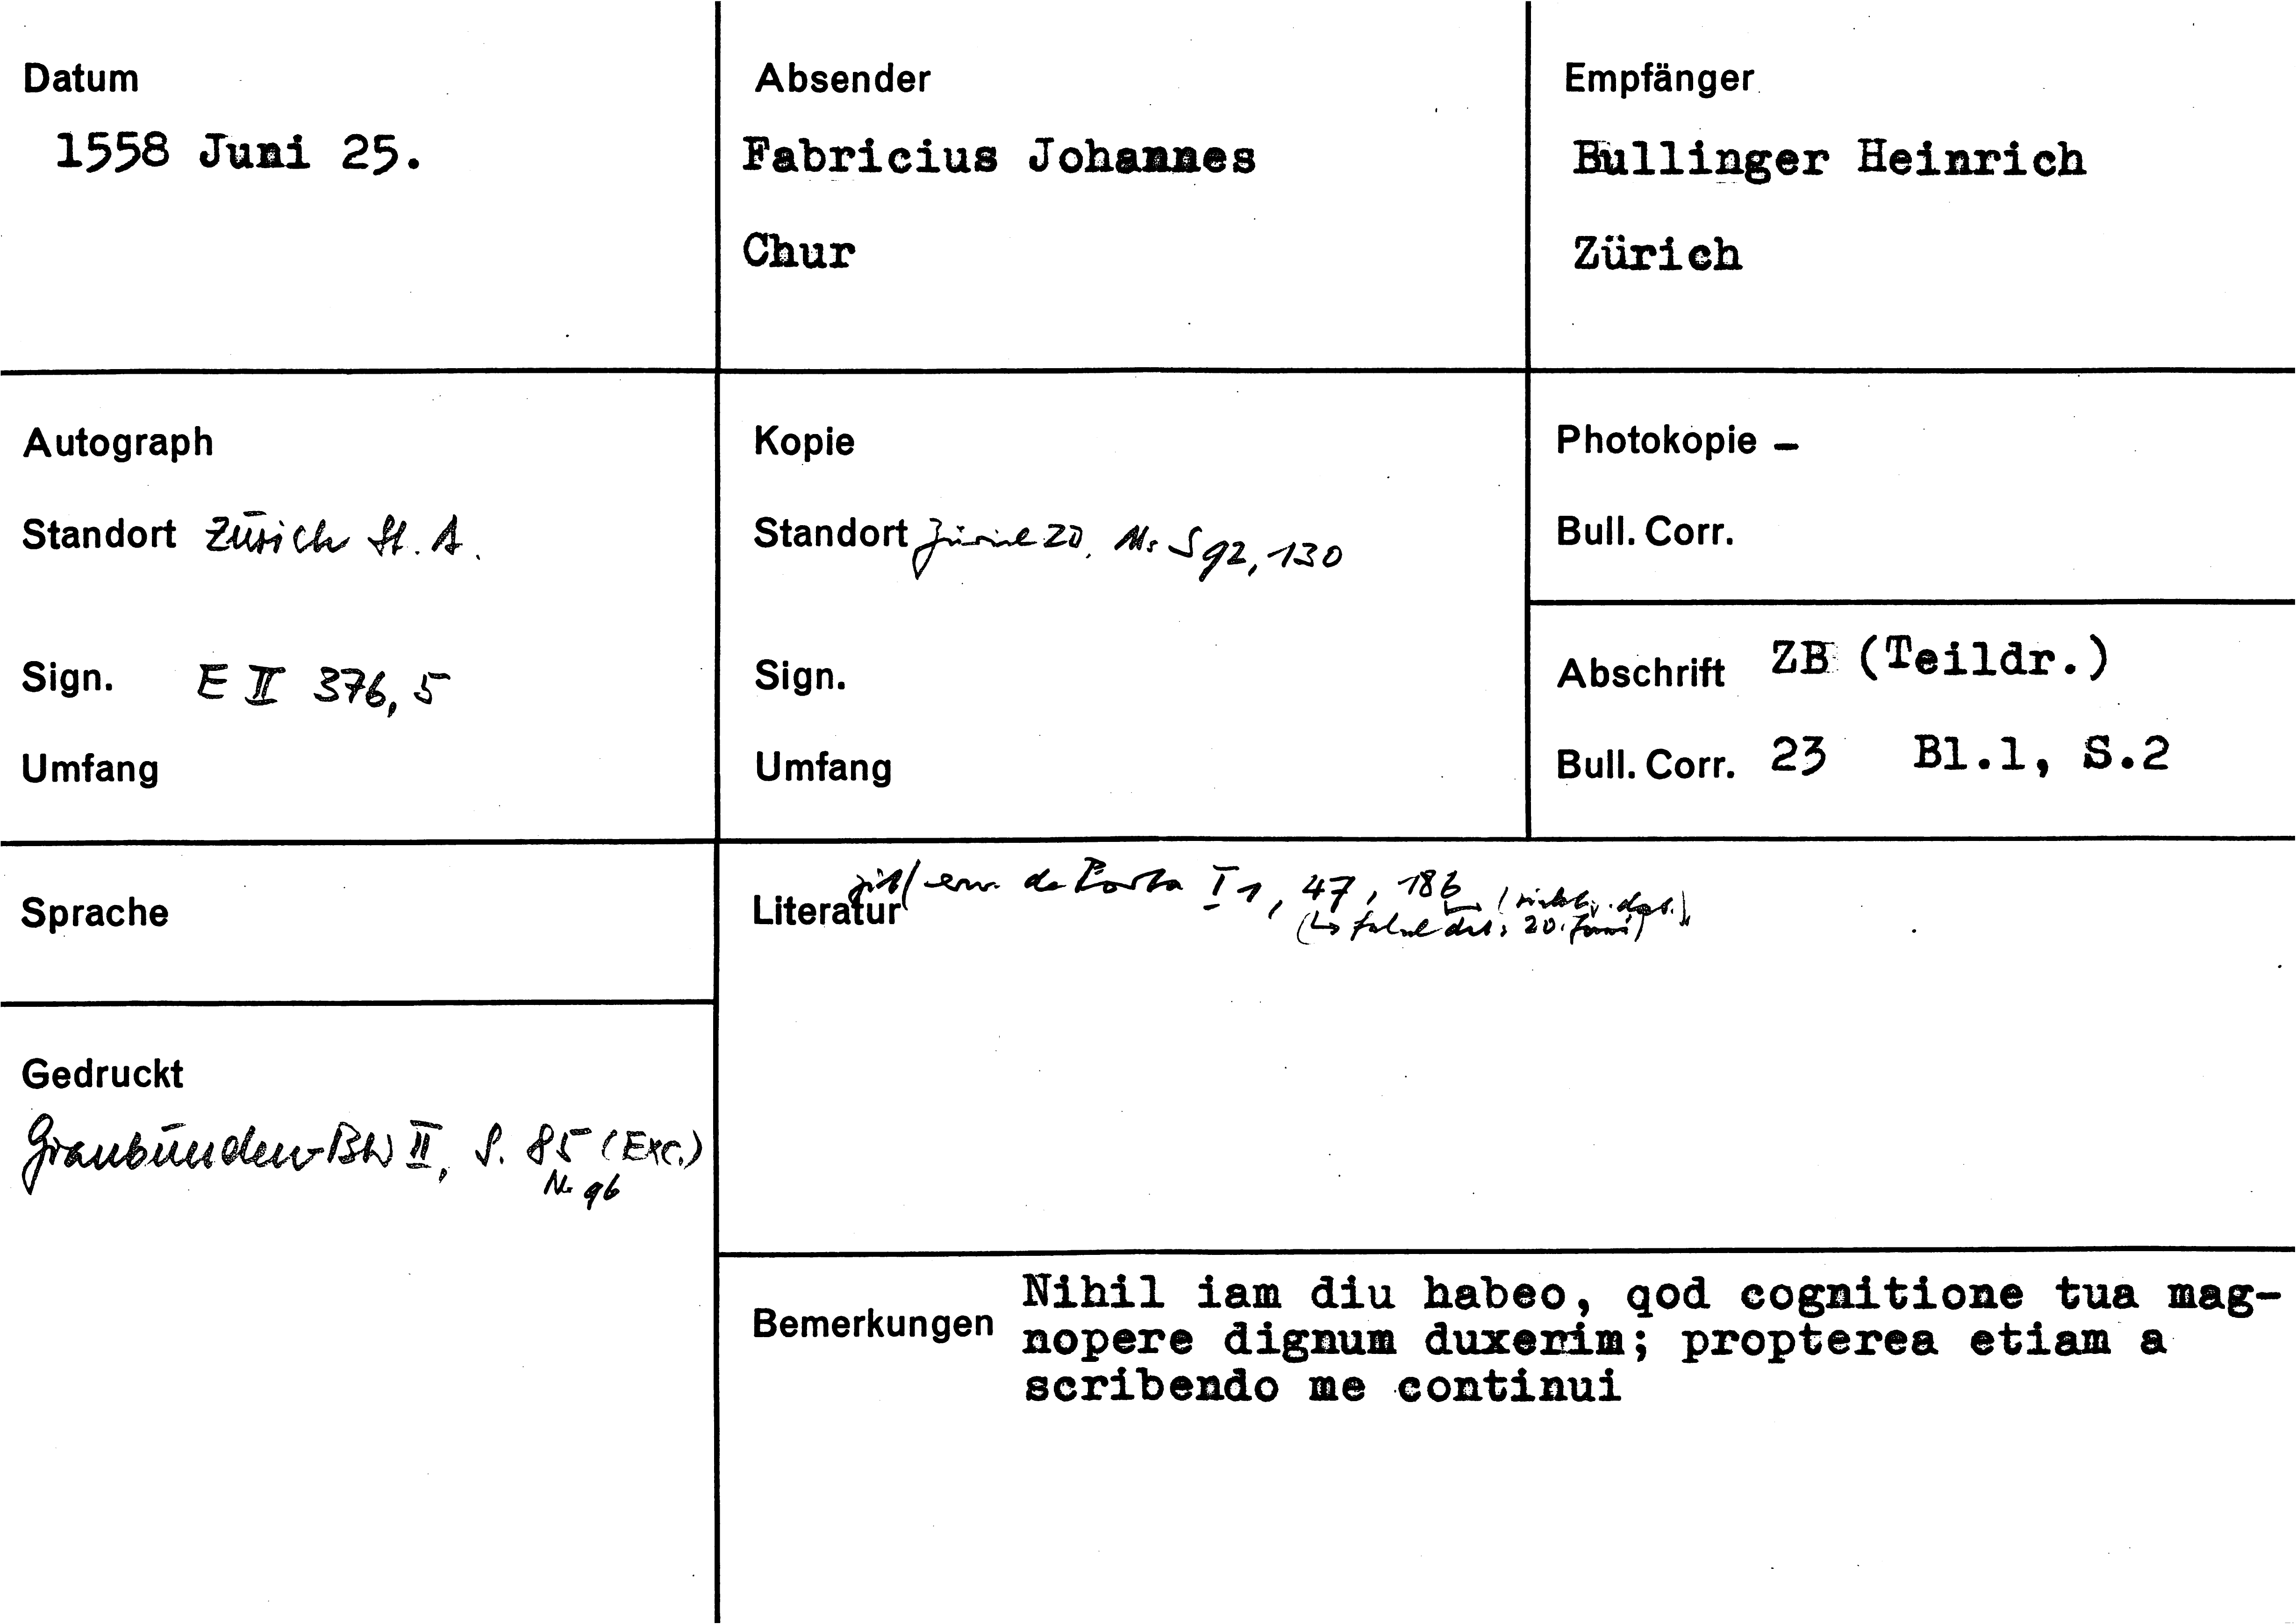 Datum
1558 Juni 25.
Absender
Fabricius Johannes
Chur
Empfänger
Bullinger Heinrich
Zürich
Autograph
Standort Zürich St. A.
Sign. E II 376, 5
Umfang
Kopie
Standort Zürich ZB, Ms S 92, 130
Sign.
Umfang
Photokopie –
Bull. Corr.
Abschrift ZB (Teildr.)
Bull. Corr. 23 Bl.1, S.2
Sprache
Literatur zit/erw. de Porta I 1, 47, 186
(↳ falsch dat: 20. Juni)
Gedruckt
Graubünden-BW II, S. 85 (Exc.)
Nr 96
Bemerkungen Nihil iam diu habeo, qod cognitione tua mag-
nopere dignum duxerim; propterea etiam a
scribendo me continui